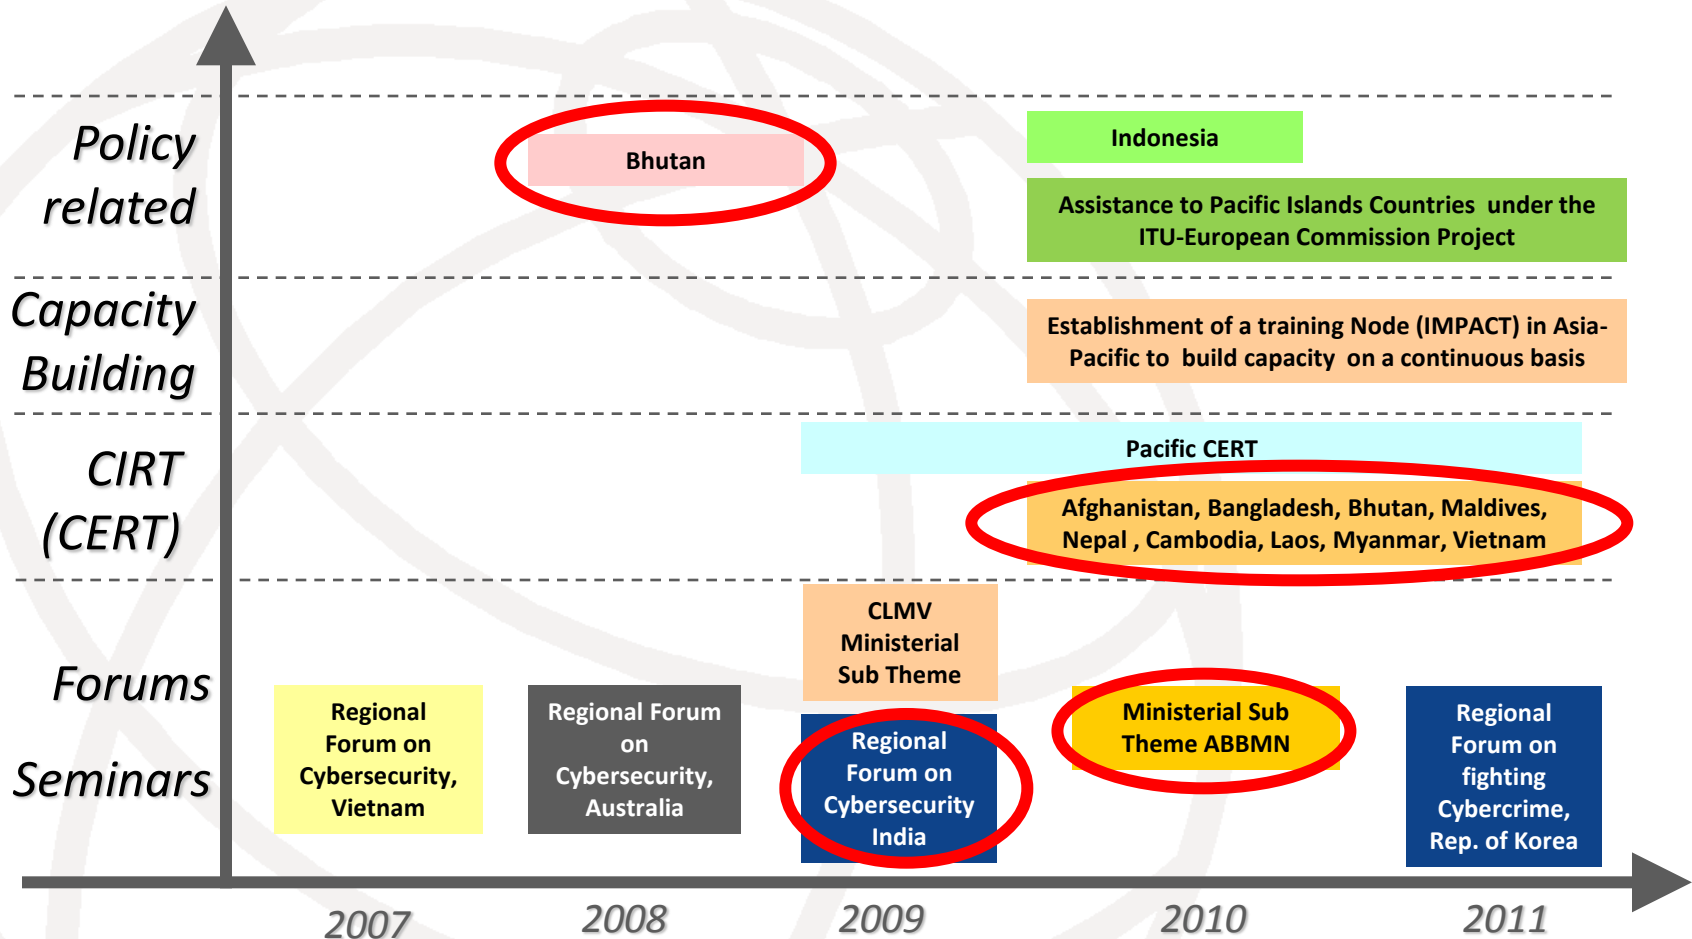 Policy
related
Bhutan
Indonesia
Assistance to Pacific Islands Countries under the
ITU-European Commission Project
Capacity
Building
Establishment of a training Node (IMPACT) in Asia-
Pacific to build capacity on a continuous basis
CIRT
(CERT)
Pacific CERT
Afghanistan, Bangladesh, Bhutan, Maldives,
Nepal , Cambodia, Laos, Myanmar, Vietnam
Forums
Seminars
Regional
Forum on
Cybersecurity,
Vietnam
Regional Forum
on
Cybersecurity,
Australia
CLMV
Ministerial
Sub Theme
Regional
Forum on
Cybersecurity
India
Ministerial Sub
Theme ABBMN
Regional
Forum on
fighting
Cybercrime,
Rep. of Korea
2007
2008
2009
2010
2011